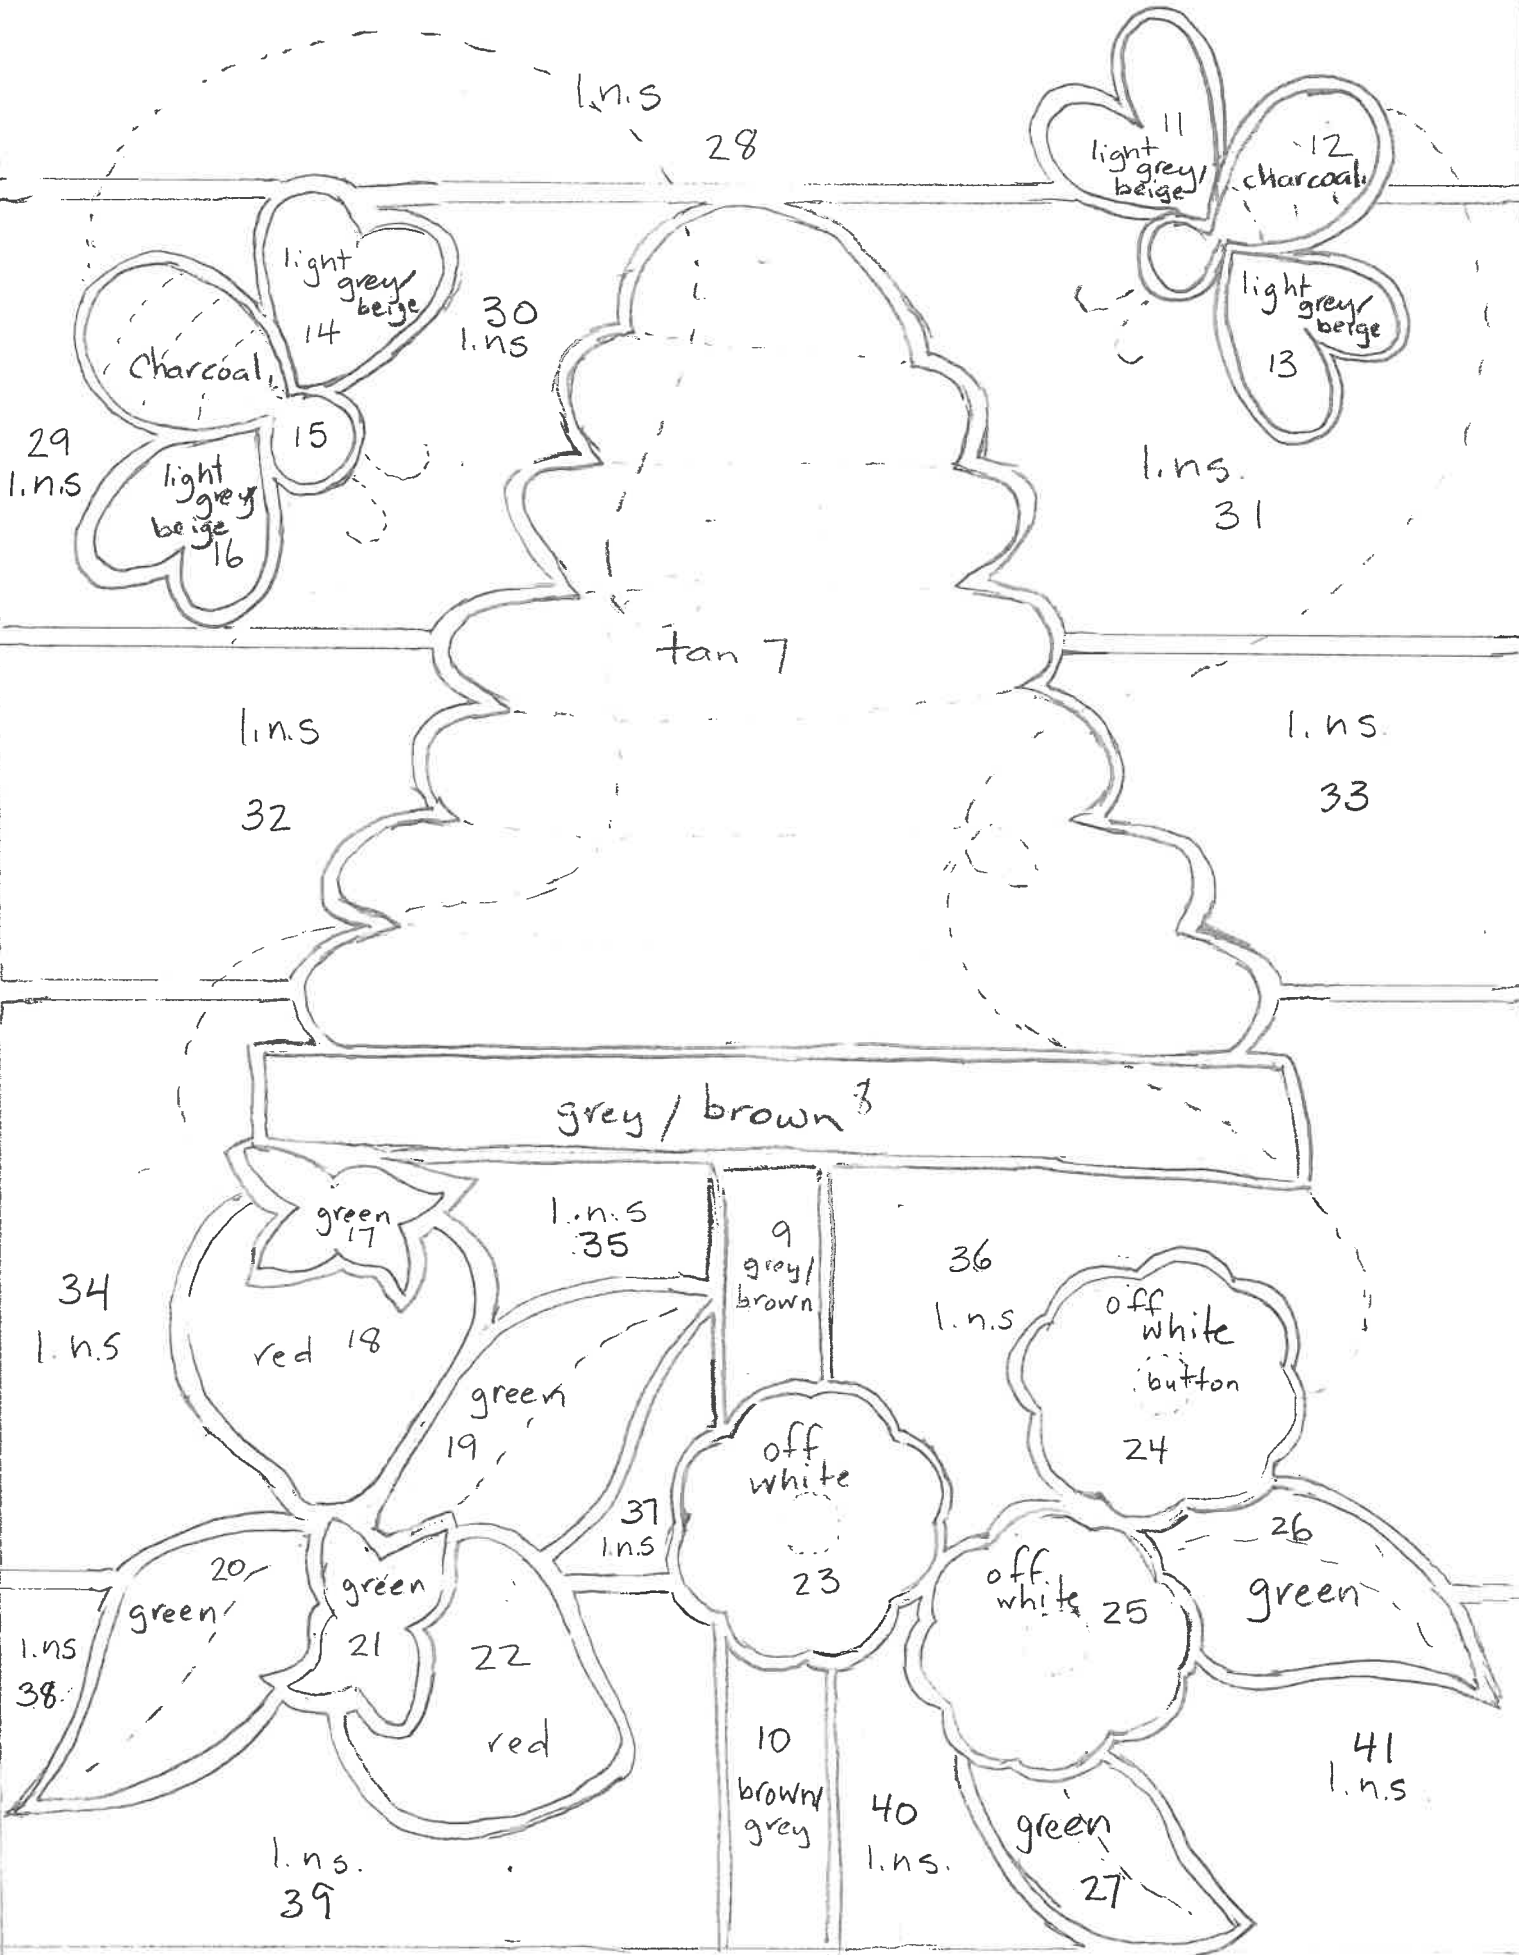 l.n.s
28
11
light
grey/
beige
12
charcoal
light
grey/
beige
14
30
l.ns
light
grey/
beige
13
charcoal
15
29
l.n.s
light
grey/
beige
16
l.ns.
31
tan 7
l.n.s
32
l.ns.
33
grey / brown 8
green
17
l.n.s
35
9
grey/
brown
36
l.n.s
34
l.n.s
red 18
off
white
button
24
green
19
off
white
23
37
l.n.s
20
green
green
21
22
red
off
white 25
26
green
l.ns
38
10
brown/
grey
40
l.ns.
41
l.n.s
green
27
l.ns.
39